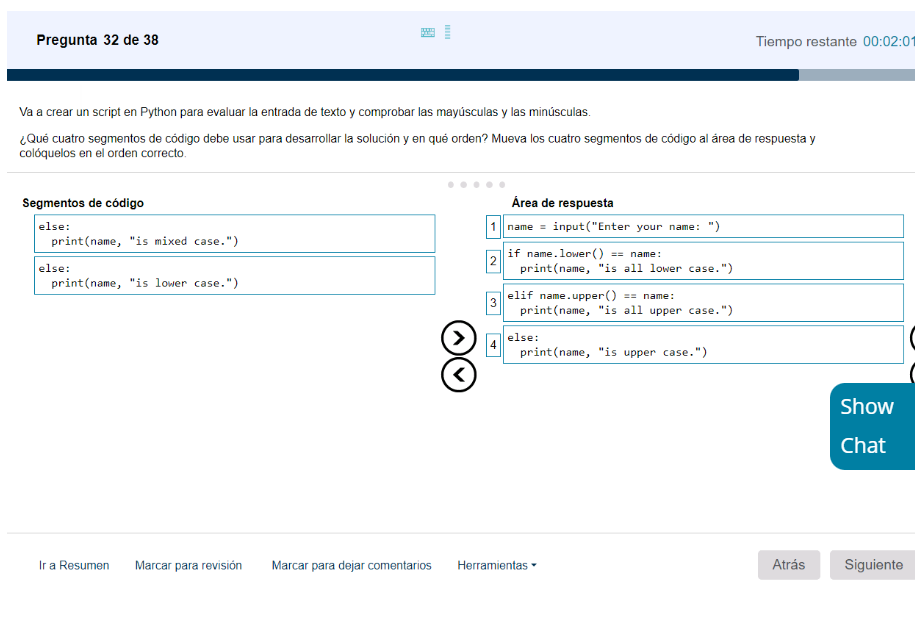 Pregunta 32 de 38
Tiempo restante 00:02:01
Va a crear un script en Python para evaluar la entrada de texto y comprobar las mayúsculas y las minúsculas.
¿Qué cuatro segmentos de código debe usar para desarrollar la solución y en qué orden? Mueva los cuatro segmentos de código al área de respuesta y
colóquelos en el orden correcto.
Segmentos de código
else:
print(name, "is mixed case.")
else:
print(name, "is lower case.")
Área de respuesta
1 name = input("Enter your name: ")
2 if name.lower() == name:
print(name, "is all lower case.")
3 elif name.upper() == name:
print(name, "is all upper case.")
4 else:
print(name, "is upper case.")
Show
Chat
Ir a Resumen Marcar para revisión Marcar para dejar comentarios Herramientas Atrás Siguiente